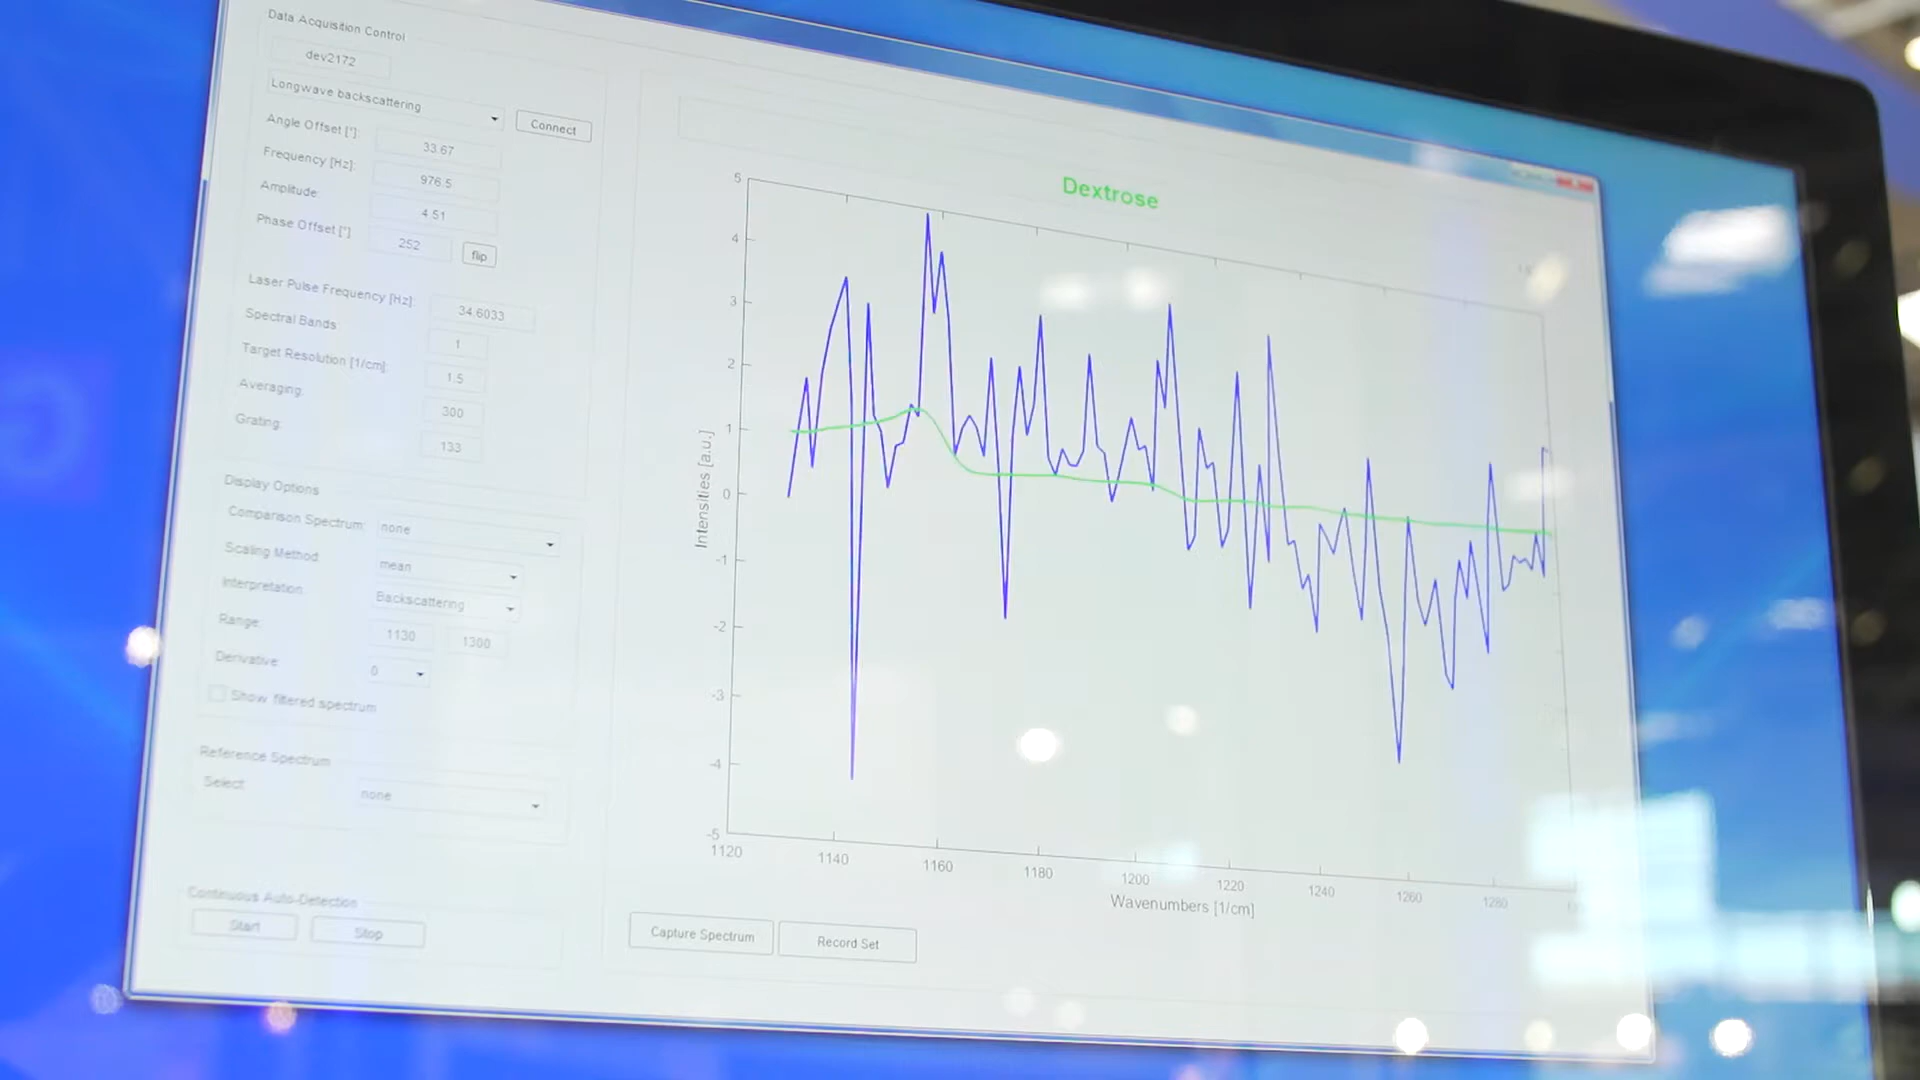 Data Acquisition Control
dev2172
Longwave backscattering
Connect
Angle Offset [°]: 33.67
Frequency [Hz]: 976.5
Amplitude: 4.51
Phase Offset [°] 252 flip
Laser Pulse Frequency [Hz]: 34.6033
Spectral Bands: 1
Target Resolution [1/cm]: 1.5
Averaging: 300
Grating: 133
Display Options
Comparison Spectrum: none
Scaling Method: mean
Interpretation: Backscattering
Range: 1130 1300
Derivative: 0
Show filtered spectrum
Reference Spectrum
Select: none
Continuous Auto-Detection
Start Stop
Dextrose
5
4
3
2
1
0
-1
-2
-3
-4
-5
Intensities [a.u.]
1120 1140 1160 1180 1200 1220 1240 1260 1280
Wavenumbers [1/cm]
Capture Spectrum Record Set